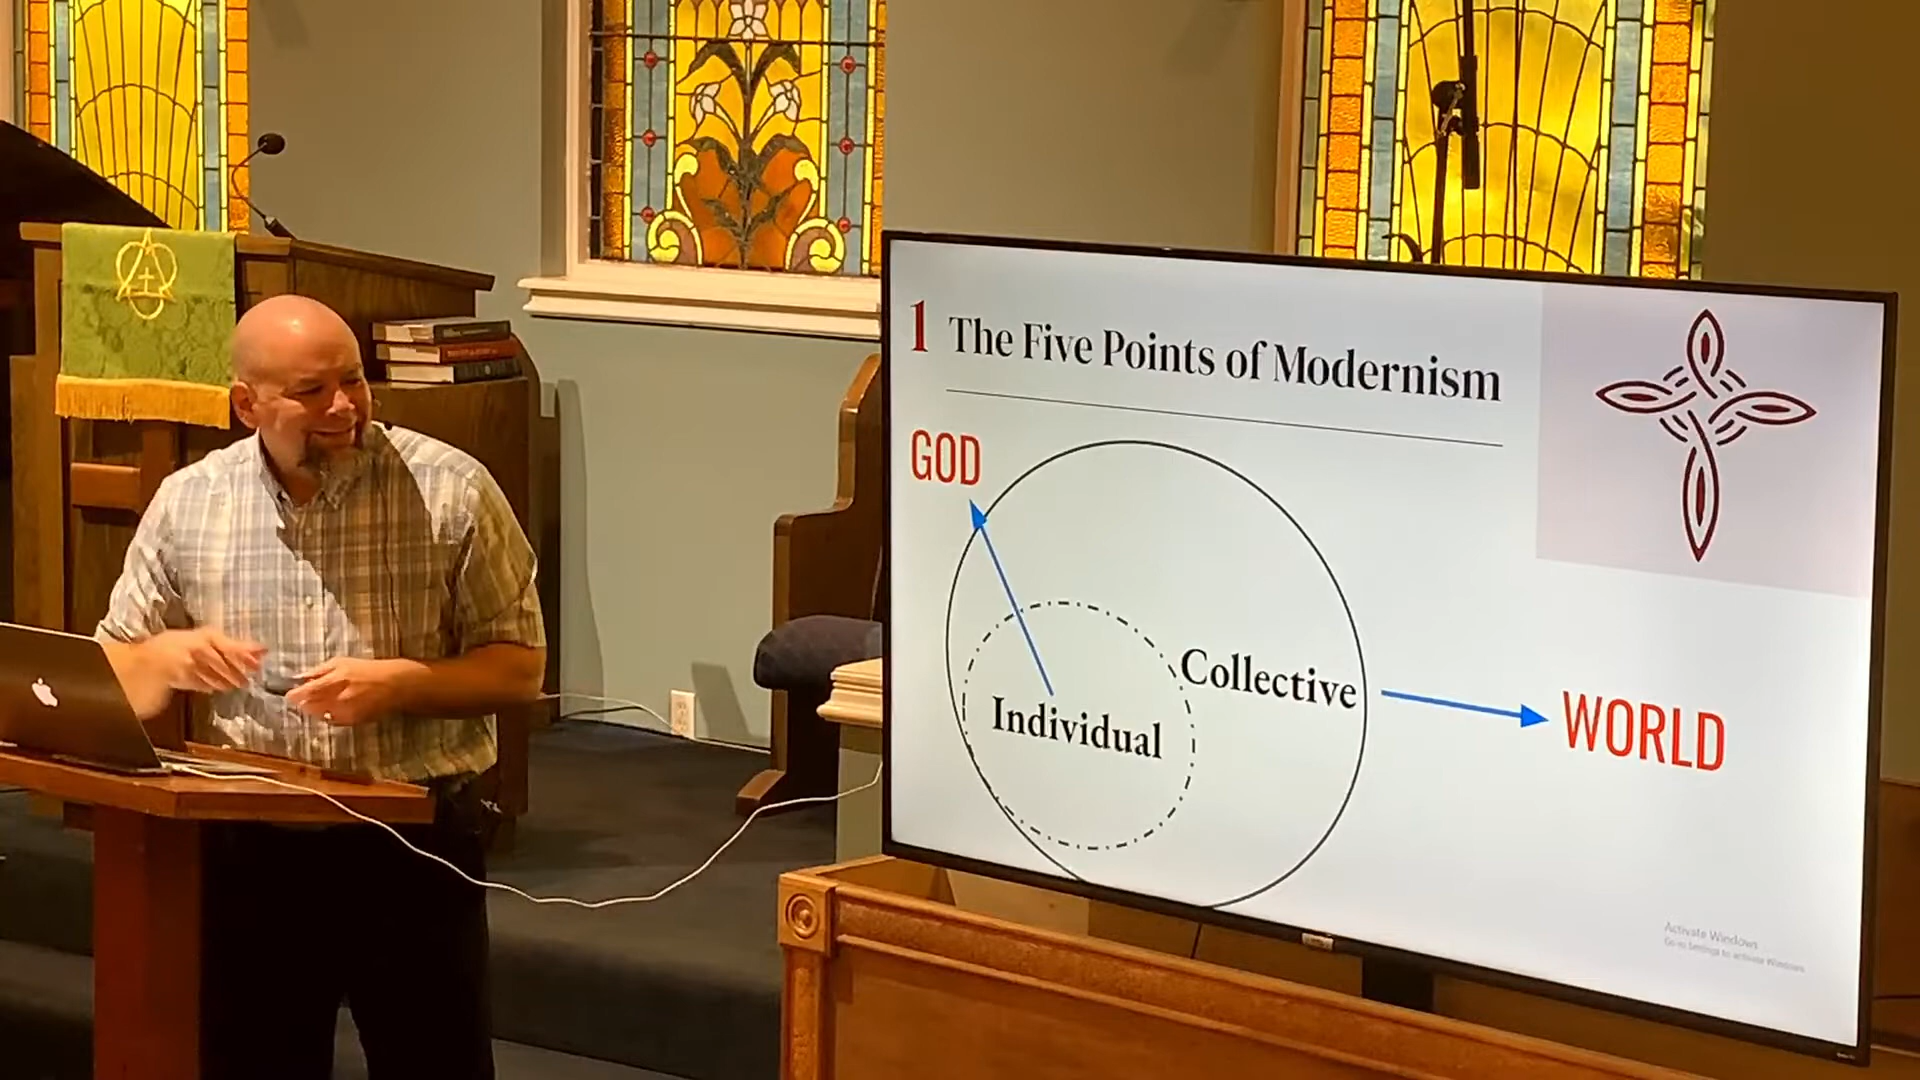 1 The Five Points of Modernism
GOD
Collective
Individual
WORLD
Activate Windows
Go to Settings to activate Windows.